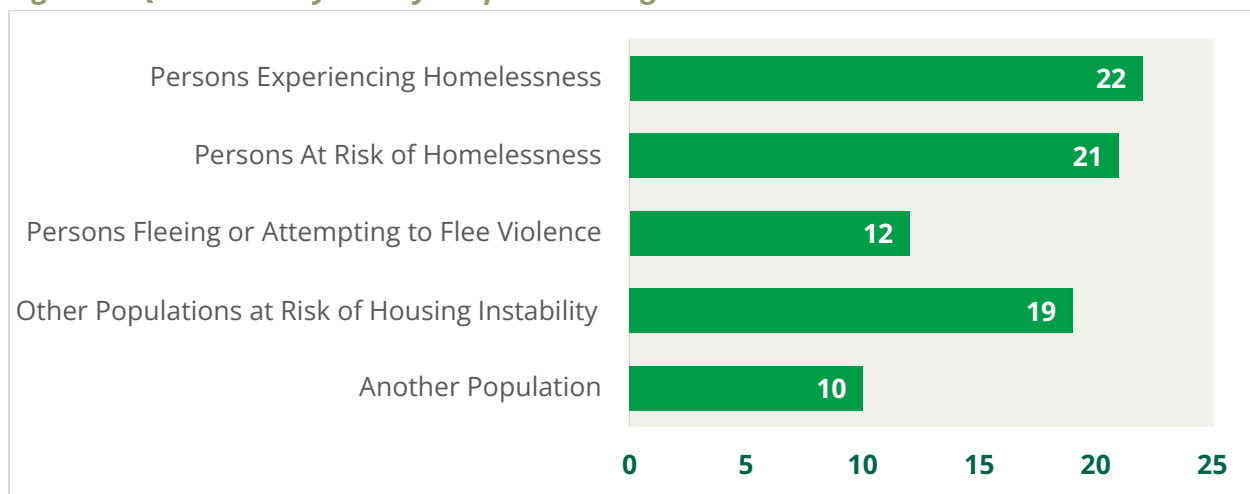 Persons Experiencing Homelessness 22
Persons At Risk of Homelessness 21
Persons Fleeing or Attempting to Flee Violence 12
Other Populations at Risk of Housing Instability 19
Another Population 10
0 5 10 15 20 25